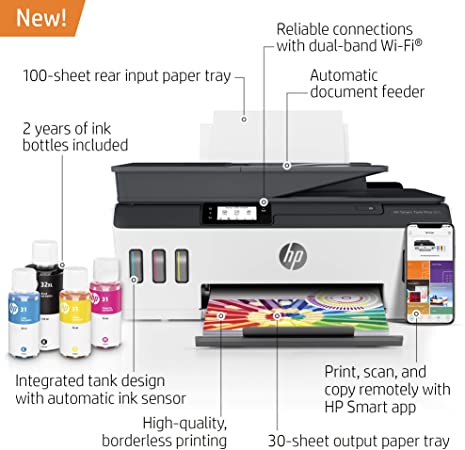 New!
Reliable connections
with dual-band Wi-Fi®
100-sheet rear input paper tray
Automatic
document feeder
2 years of ink
bottles included
hp
32XL
31
31
31
Integrated tank design
with automatic ink sensor
Print, scan, and
copy remotely with
HP Smart app
High-quality,
borderless printing
30-sheet output paper tray